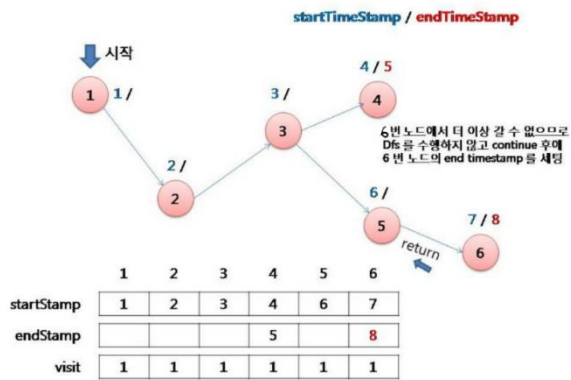 startTimeStamp / endTimeStamp
시작
1
1 /
2 /
2
3 /
3
4 / 5
4
6번 노드에서 더 이상 갈 수 없으므로
Dfs 를 수행하지 않고 continue 후에
6 번 노드의 end timestamp 를 세팅
6 /
5
7 / 8
6
return
1 2 3 4 5 6
startStamp 1 2 3 4 6 7
endStamp 5 8
visit 1 1 1 1 1 1